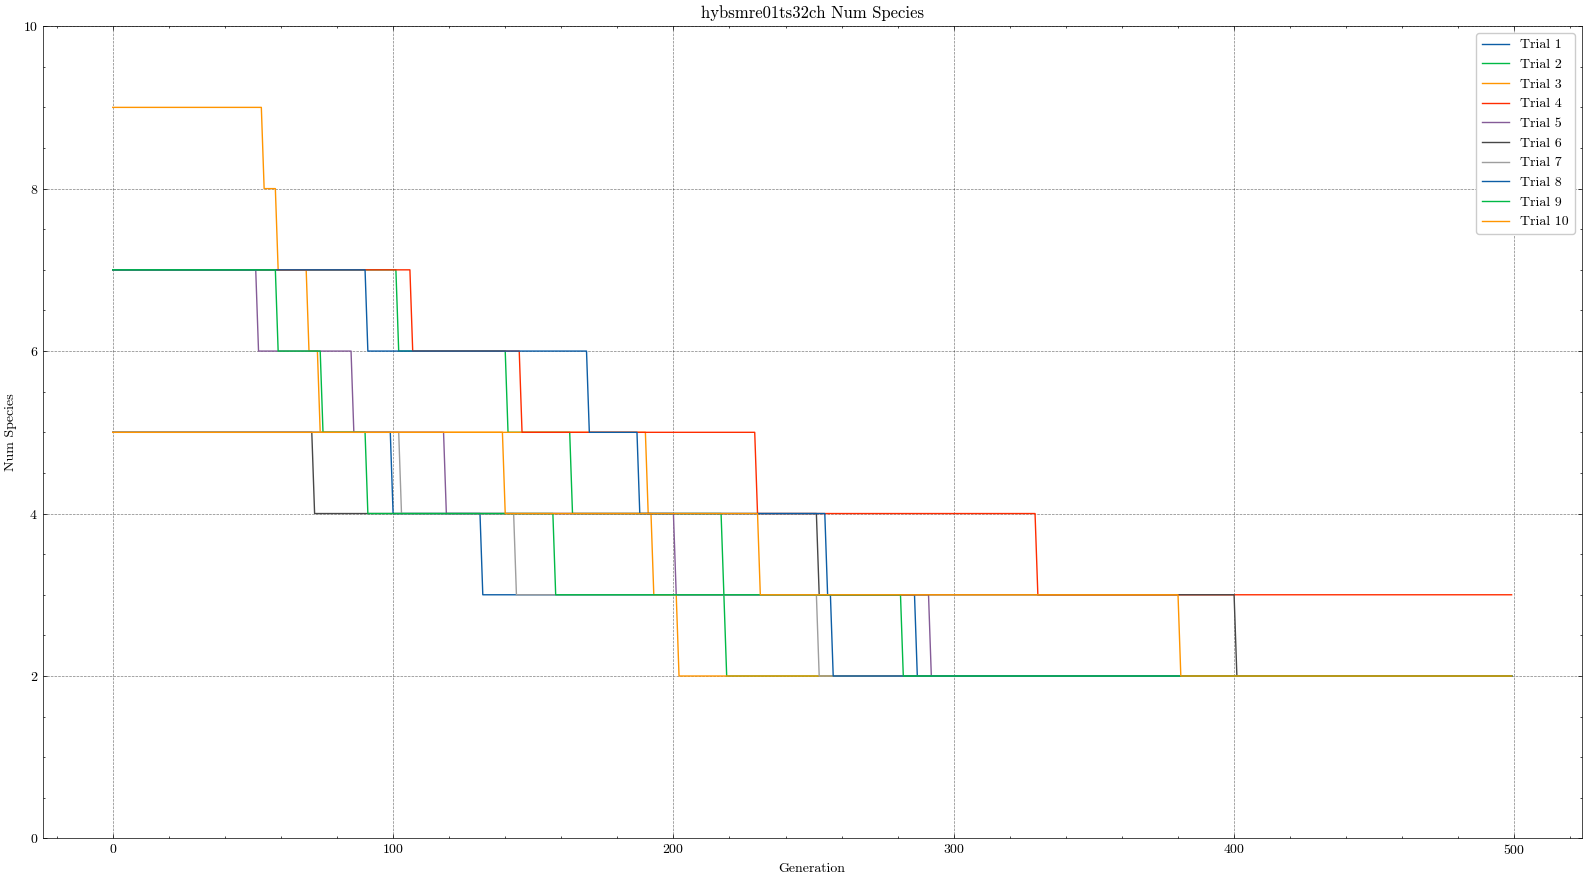 hybsmre01ts32ch Num Species
10
8
6
4
2
0
Num Species
0 100 200 300 400 500
Generation
Trial 1
Trial 2
Trial 3
Trial 4
Trial 5
Trial 6
Trial 7
Trial 8
Trial 9
Trial 10